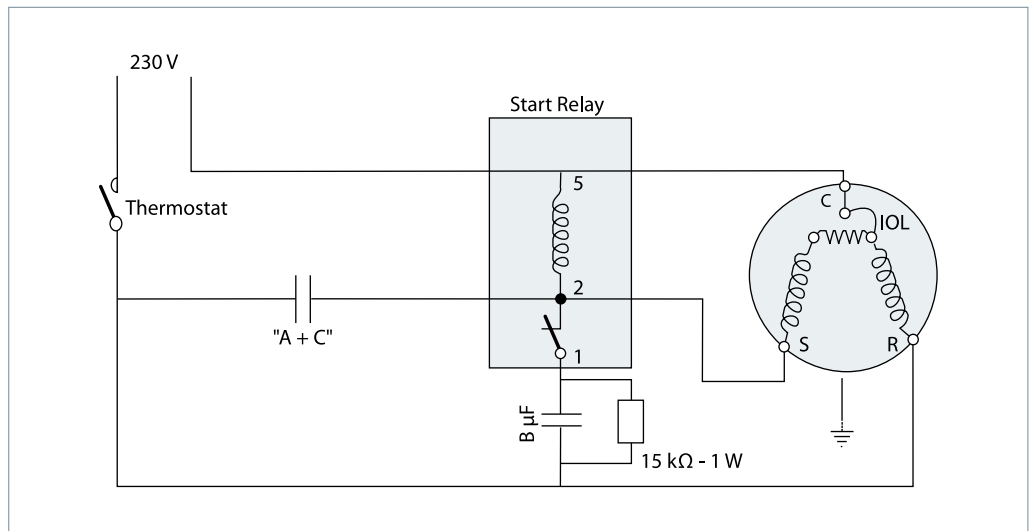 230 V
Start Relay
5
C
IOL
Thermostat
2
"A + C"
1
S
R
B µF
15 kΩ - 1 W